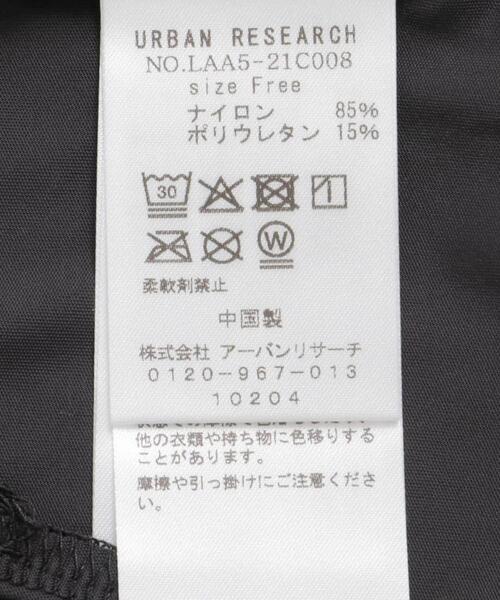 URBAN RESEARCH
NO.LAA5-21C008
size Free
ナイロン 85%
ポリウレタン 15%
30
W
柔軟剤禁止
中国製
株式会社 アーバンリサーチ
0120-967-013
10204
他の衣類や持ち物に色移りする
ことがあります。
摩擦や引っ掛けにご注意くださ
い。